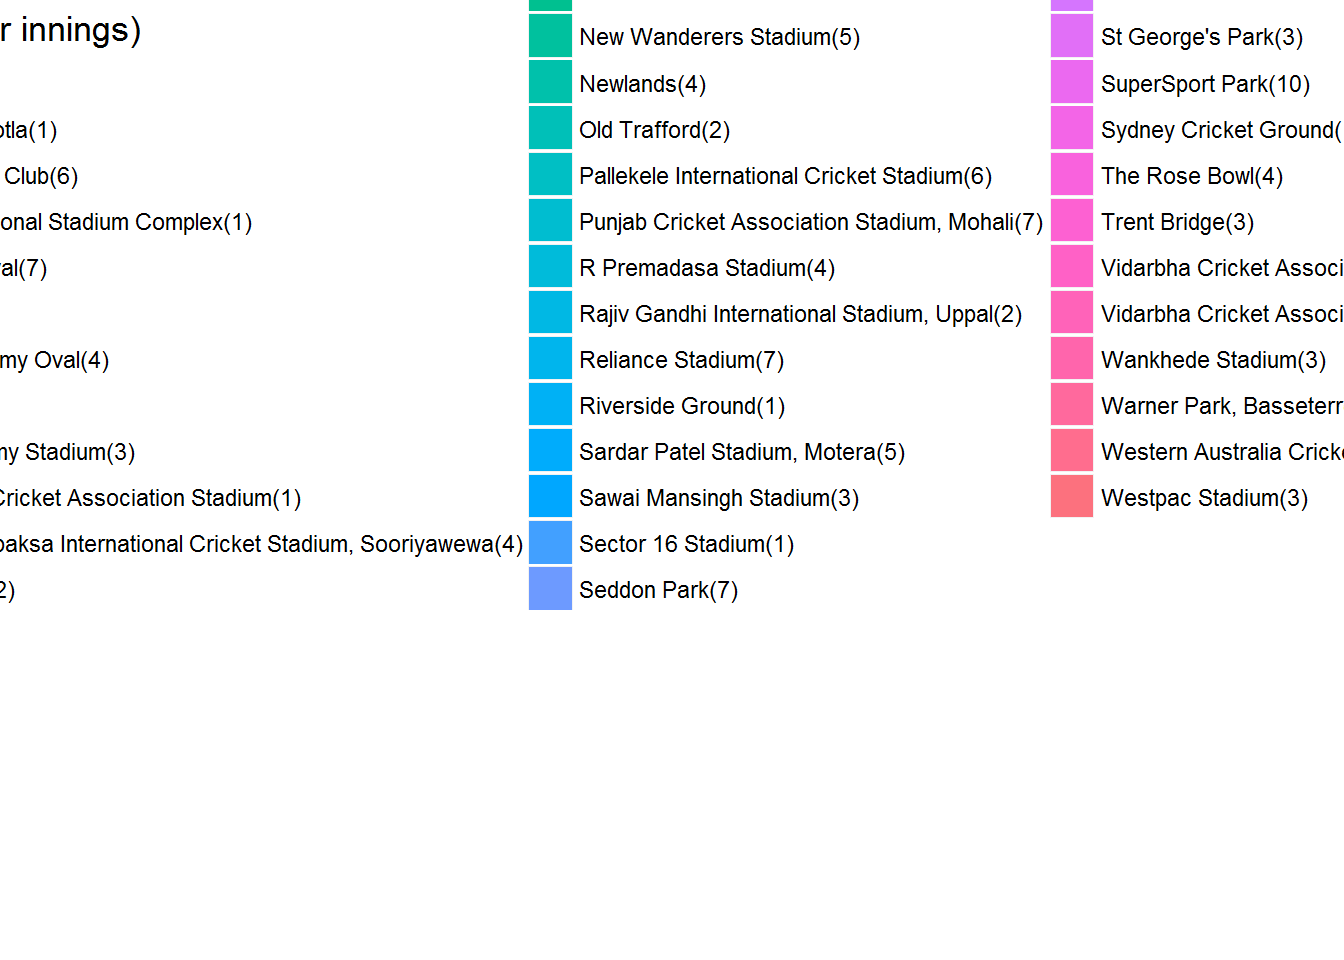 r innings)
otla(1)
Club(6)
onal Stadium Complex(1)
al(7)
my Oval(4)
my Stadium(3)
Cricket Association Stadium(1)
paksa International Cricket Stadium, Sooriyawewa(4)
2)
New Wanderers Stadium(5)
Newlands(4)
Old Trafford(2)
Pallekele International Cricket Stadium(6)
Punjab Cricket Association Stadium, Mohali(7)
R Premadasa Stadium(4)
Rajiv Gandhi International Stadium, Uppal(2)
Reliance Stadium(7)
Riverside Ground(1)
Sardar Patel Stadium, Motera(5)
Sawai Mansingh Stadium(3)
Sector 16 Stadium(1)
Seddon Park(7)
St George's Park(3)
SuperSport Park(10)
Sydney Cricket Ground(
The Rose Bowl(4)
Trent Bridge(3)
Vidarbha Cricket Associ
Vidarbha Cricket Associ
Wankhede Stadium(3)
Warner Park, Basseterr
Western Australia Cricke
Westpac Stadium(3)